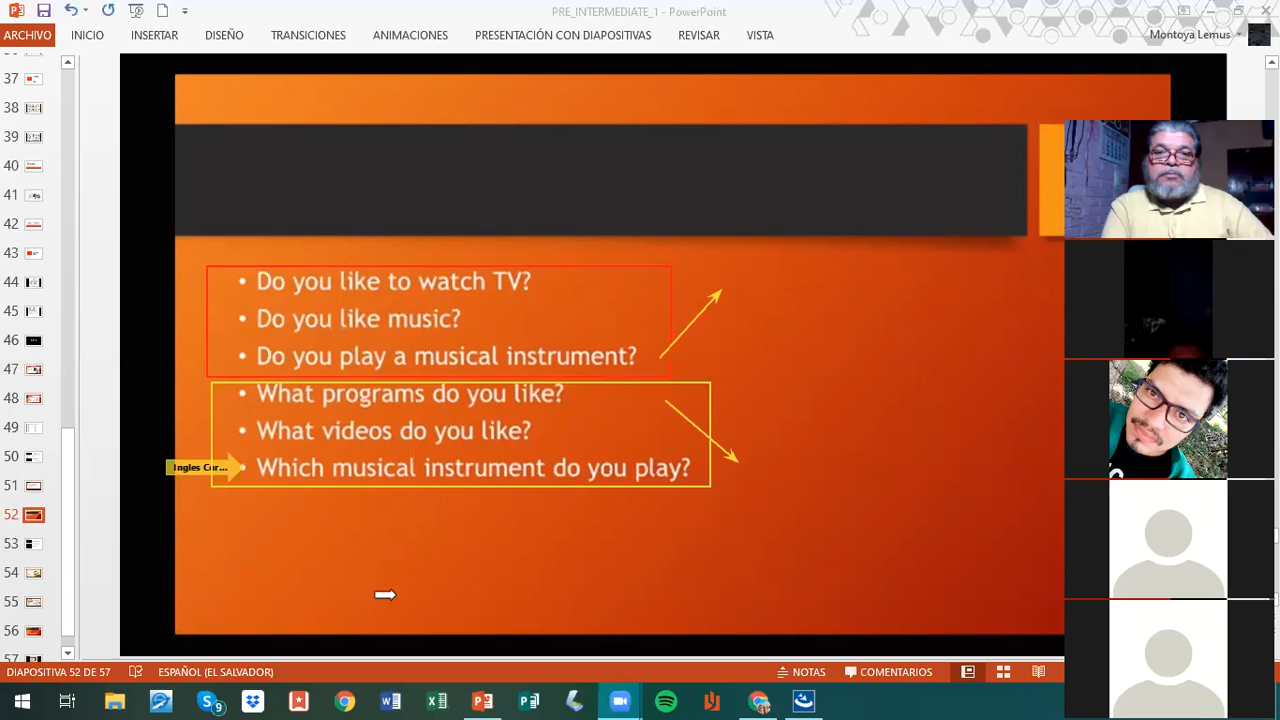 PRE_INTERMEDIATE_1 - PowerPoint
ARCHIVO INICIO INSERTAR DISEÑO TRANSICIONES ANIMACIONES PRESENTACIÓN CON DIAPOSITIVAS REVISAR VISTA Montoya Lemus
37
38
39
40
41
42
43
44
45
46
47
48
49
50
51
52
53
54
55
56
57
• Do you like to watch TV?
• Do you like music?
• Do you play a musical instrument?
• What programs do you like?
• What videos do you like?
Ingles Cor... • Which musical instrument do you play?
DIAPOSITIVA 52 DE 57 ESPAÑOL (EL SALVADOR) NOTAS COMENTARIOS
9